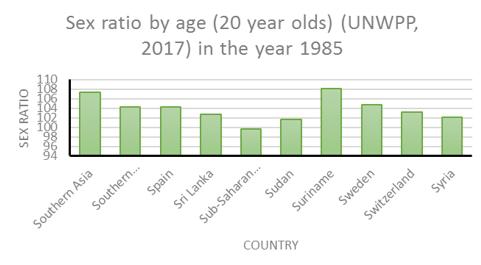 Sex ratio by age (20 year olds) (UNWPP,
2017) in the year 1985
SEX RATIO
110
108
106
104
102
100
98
96
94
Southern Asia
Southern...
Spain
Sri Lanka
Sub-Saharan...
Sudan
Suriname
Sweden
Switzerland
Syria
COUNTRY